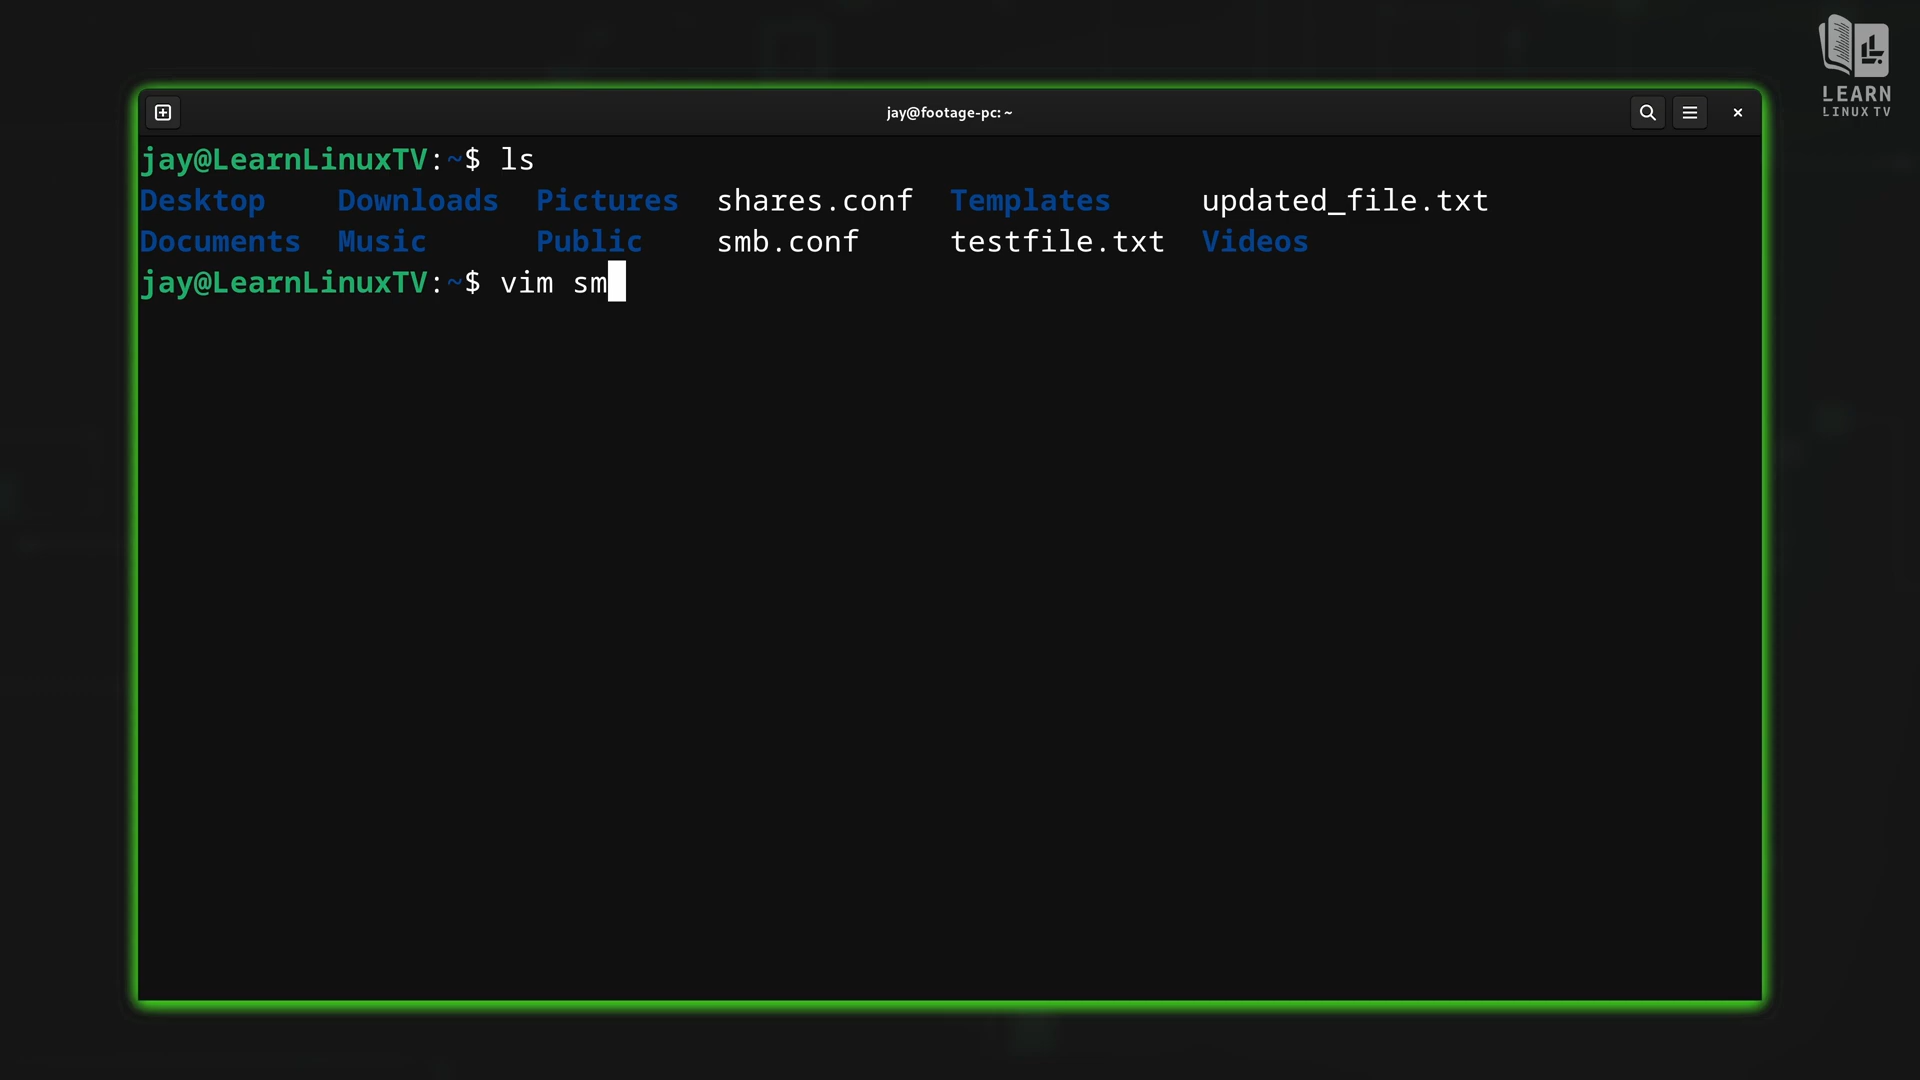 LEARN
LINUX TV
jay@footage-pc: ~
jay@LearnLinuxTV:~$ ls
Desktop    Downloads  Pictures  shares.conf  Templates     updated_file.txt
Documents  Music      Public    smb.conf     testfile.txt  Videos
jay@LearnLinuxTV:~$ vim sm